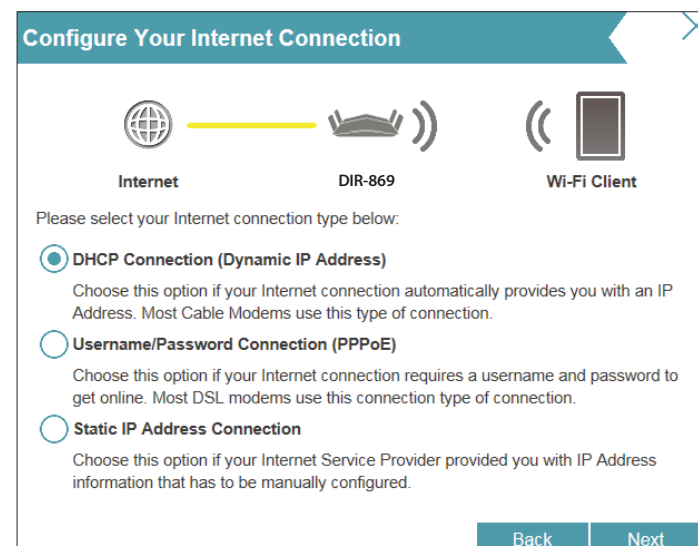 Configure Your Internet Connection
Internet
DIR-869
Wi-Fi Client
Please select your Internet connection type below:
DHCP Connection (Dynamic IP Address)
Choose this option if your Internet connection automatically provides you with an IP
Address. Most Cable Modems use this type of connection.
Username/Password Connection (PPPoE)
Choose this option if your Internet connection requires a username and password to
get online. Most DSL modems use this connection type of connection.
Static IP Address Connection
Choose this option if your Internet Service Provider provided you with IP Address
information that has to be manually configured.
Back
Next